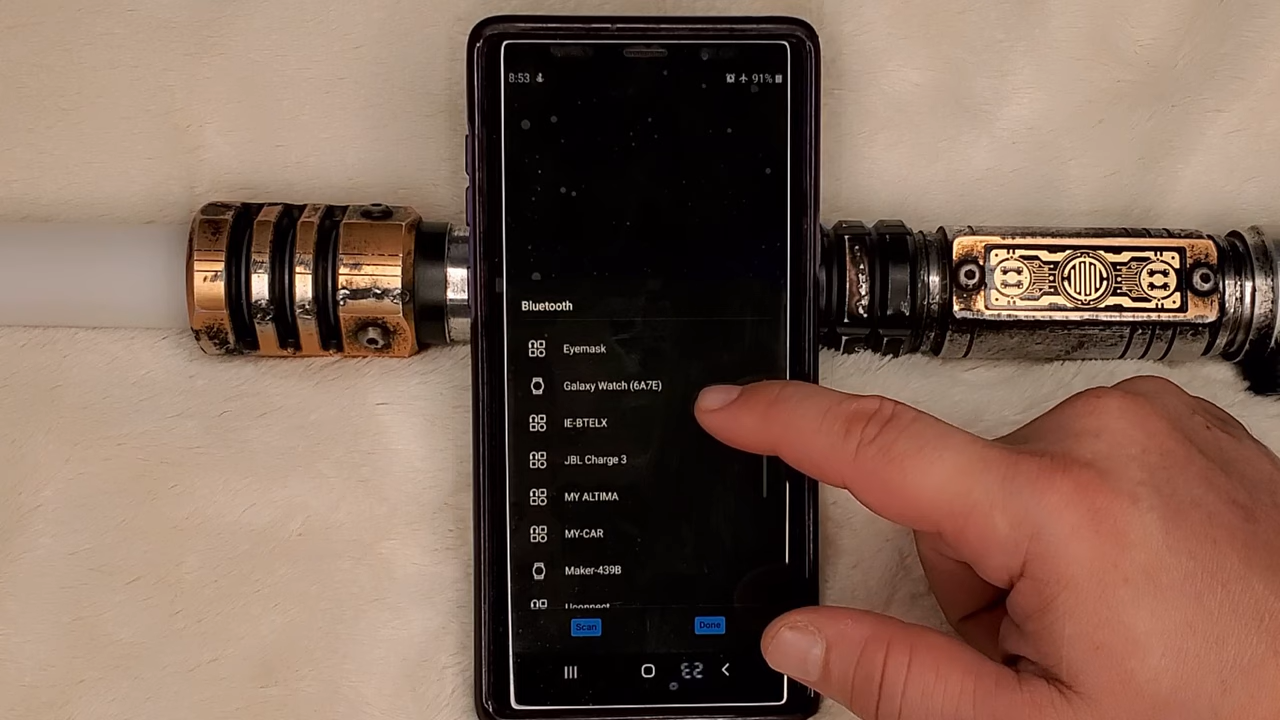 8:53
91%
Bluetooth
Eyemask
Galaxy Watch (6A7E)
IE-BTELX
JBL Charge 3
MY ALTIMA
MY-CAR
Maker-439B
Uconnect
Scan
Done